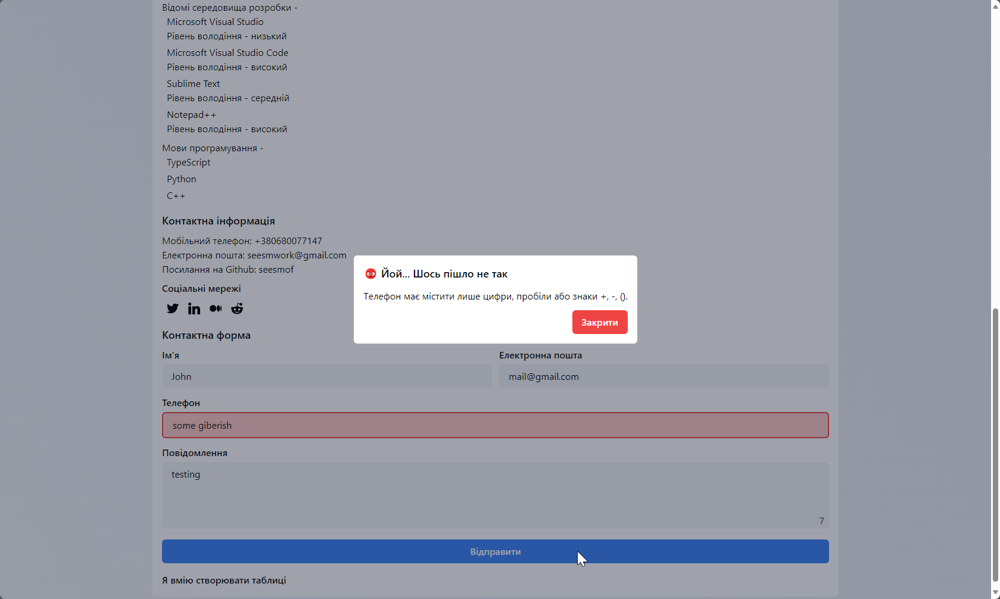 Відомі середовища розробки -
Microsoft Visual Studio
Рівень володіння - низький
Microsoft Visual Studio Code
Рівень володіння - високий
Sublime Text
Рівень володіння - середній
Notepad++
Рівень володіння - високий
Мови програмування -
TypeScript
Python
C++
Контактна інформація
Мобільний телефон: +380680077147
Електронна пошта: seesmwork@gmail.com
Посилання на Github: seesmof
Соціальні мережі
Йой... Шось пішло не так
Телефон має містити лише цифри, пробіли або знаки +, -, ().
Закрити
Контактна форма
Ім'я
Електронна пошта
John
mail@gmail.com
Телефон
some giberish
Повідомлення
testing
7
Відправити
Я вмію створювати таблиці